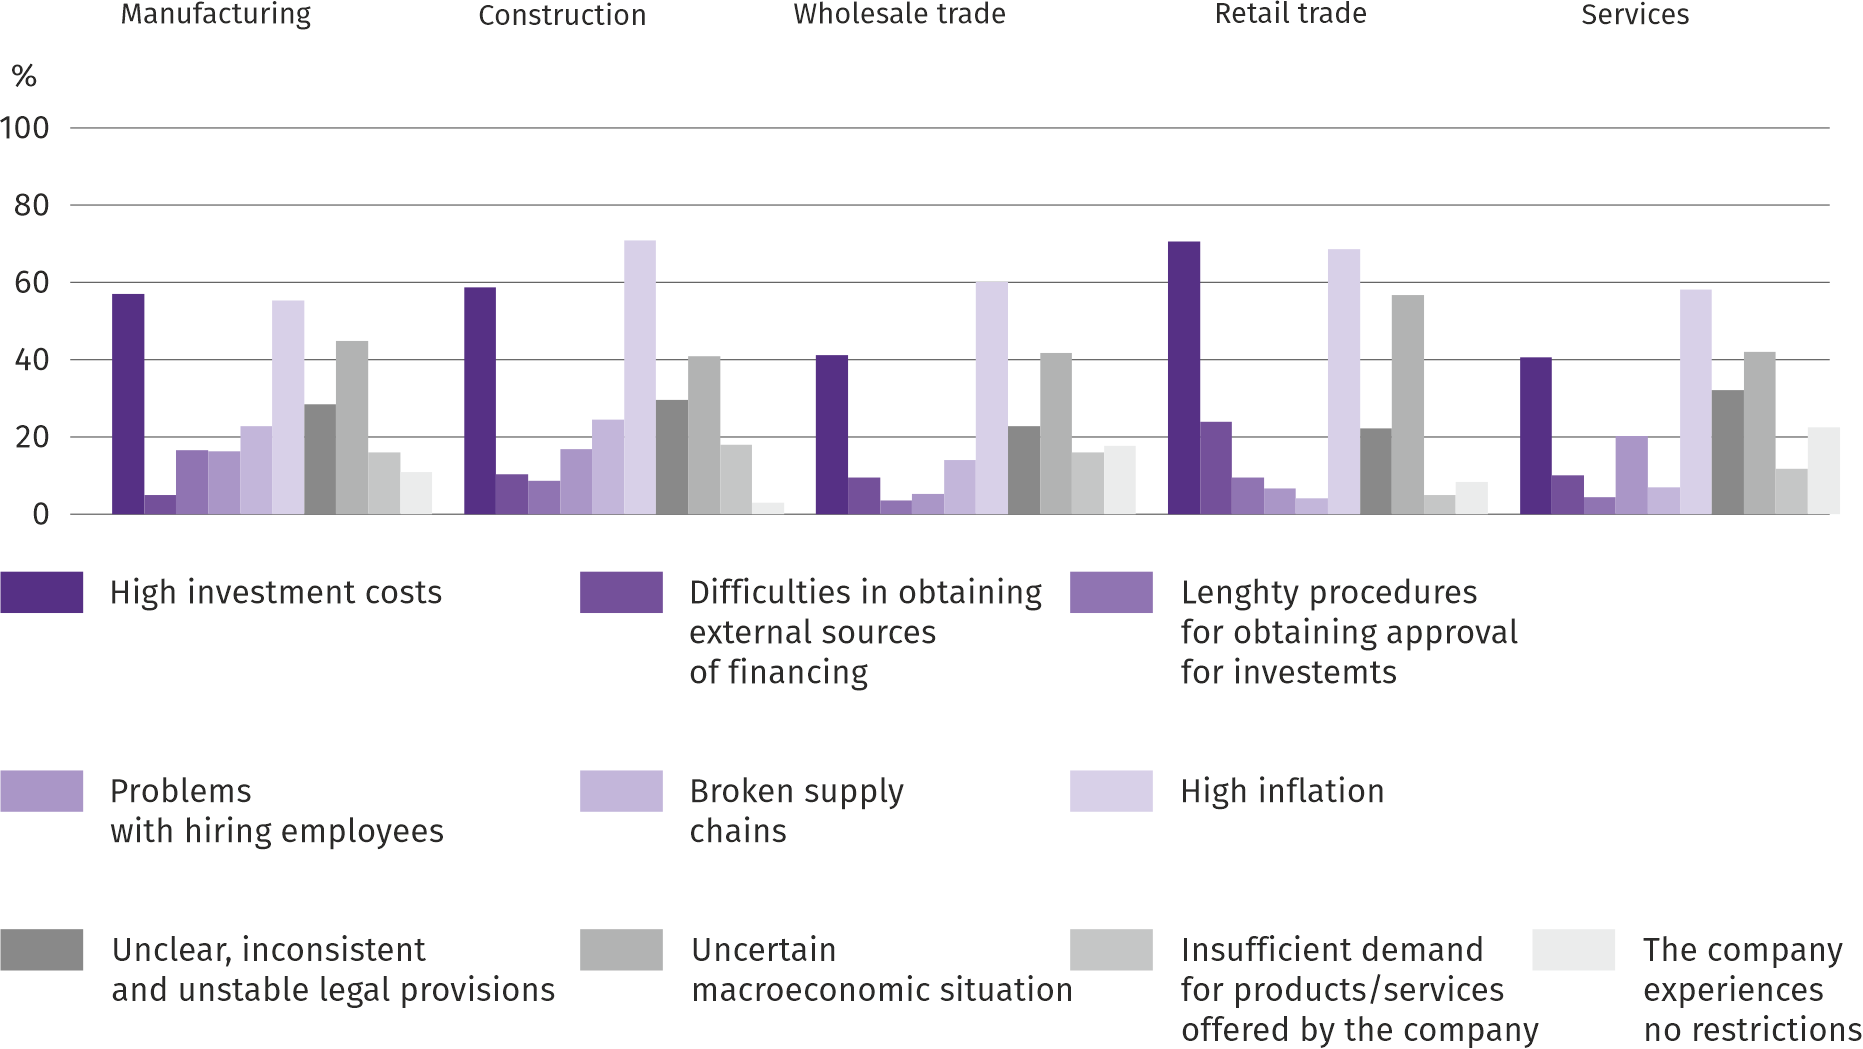 Manufacturing
Construction
Wholesale trade
Retail trade
Services
%
100
80
60
40
20
0
High investment costs
Difficulties in obtaining
external sources
of financing
Lenghty procedures
for obtaining approval
for investemts
Problems
with hiring employees
Broken supply
chains
High inflation
Unclear, inconsistent
and unstable legal provisions
Uncertain
macroeconomic situation
Insufficient demand
for products/services
offered by the company
The company
experiences
no restrictions